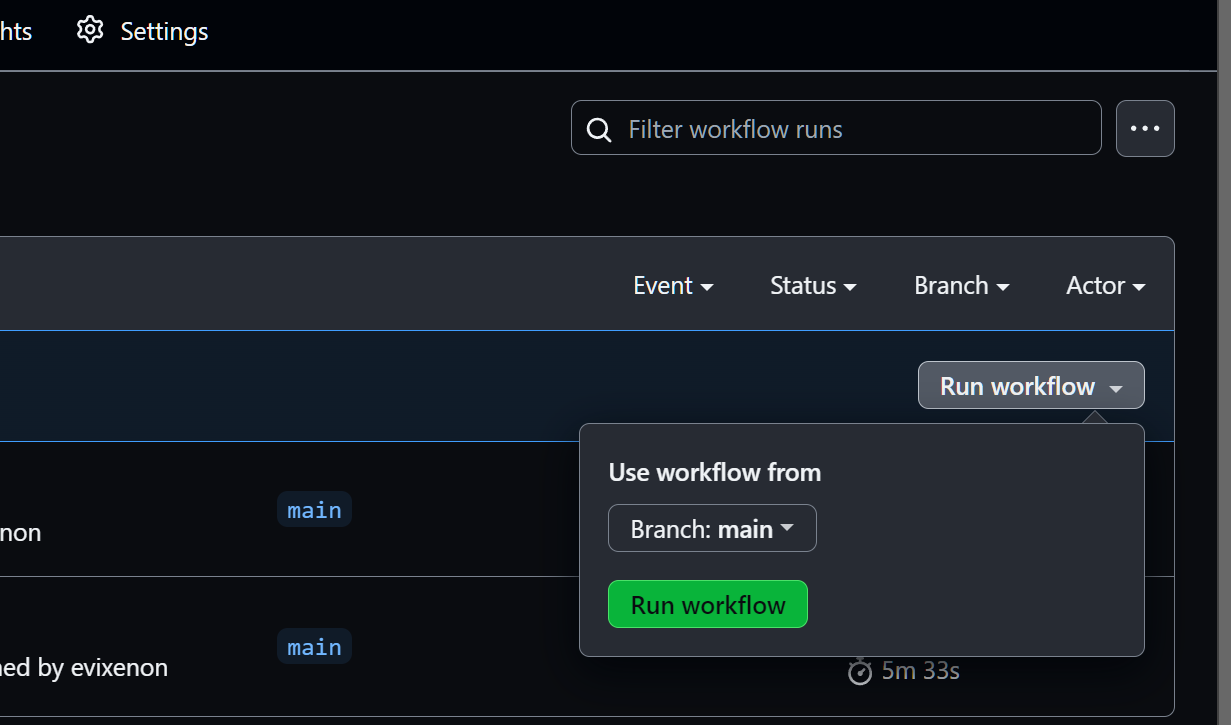 hts Settings
Filter workflow runs
Event Status Branch Actor
Run workflow
Use workflow from
main
non
Branch: main
Run workflow
main
ned by evixenon
5m 33s